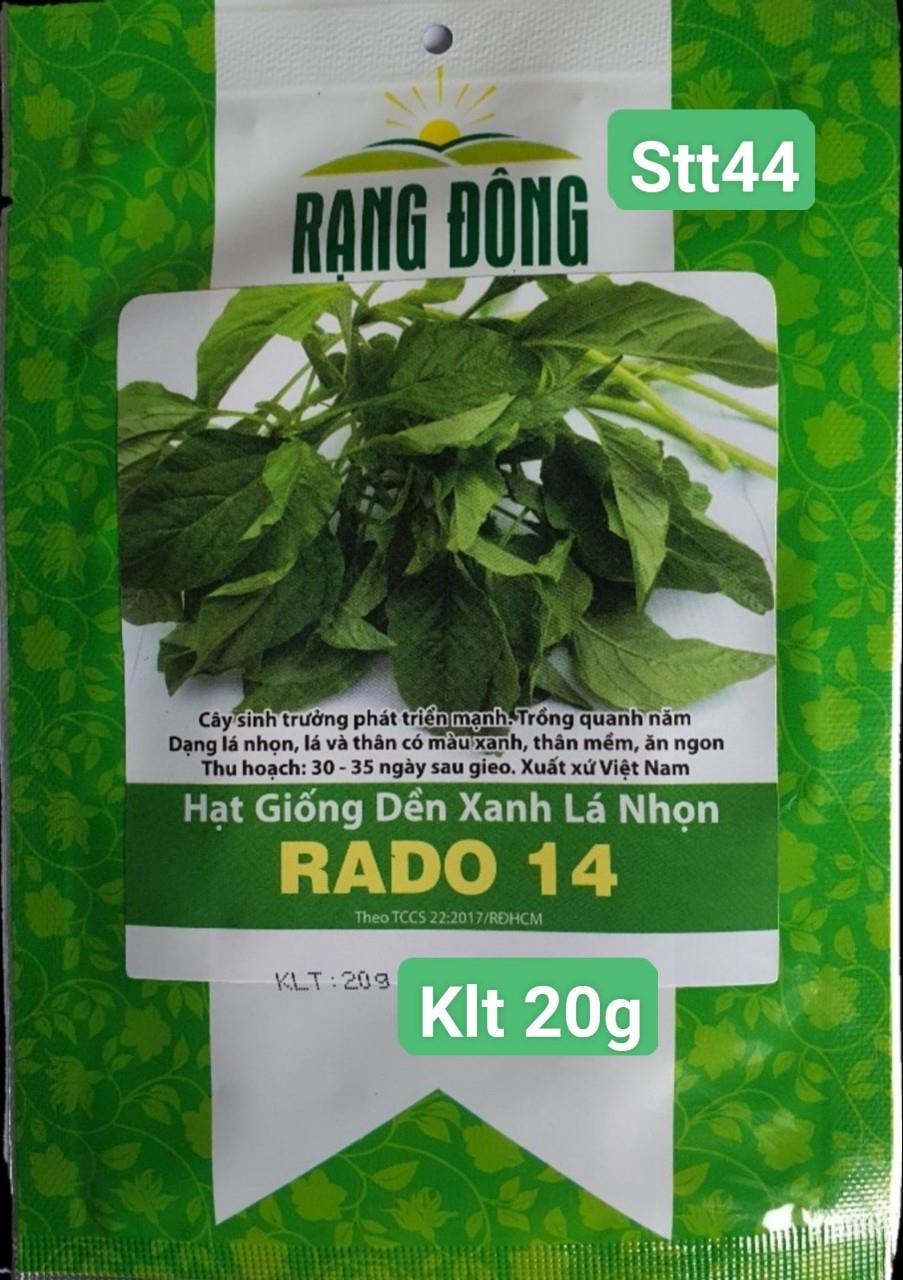 Stt44
RẠNG ĐÔNG
Cây sinh trưởng phát triển mạnh. Trồng quanh năm
Dạng lá nhọn, lá và thân có màu xanh, thân mềm, ăn ngon
Thu hoạch: 30 - 35 ngày sau gieo. Xuất xứ Việt Nam
Hạt Giống Dền Xanh Lá Nhọn
RADO 14
Theo TCCS 22:2017/RĐHCM
KLT : 20g
Klt 20g